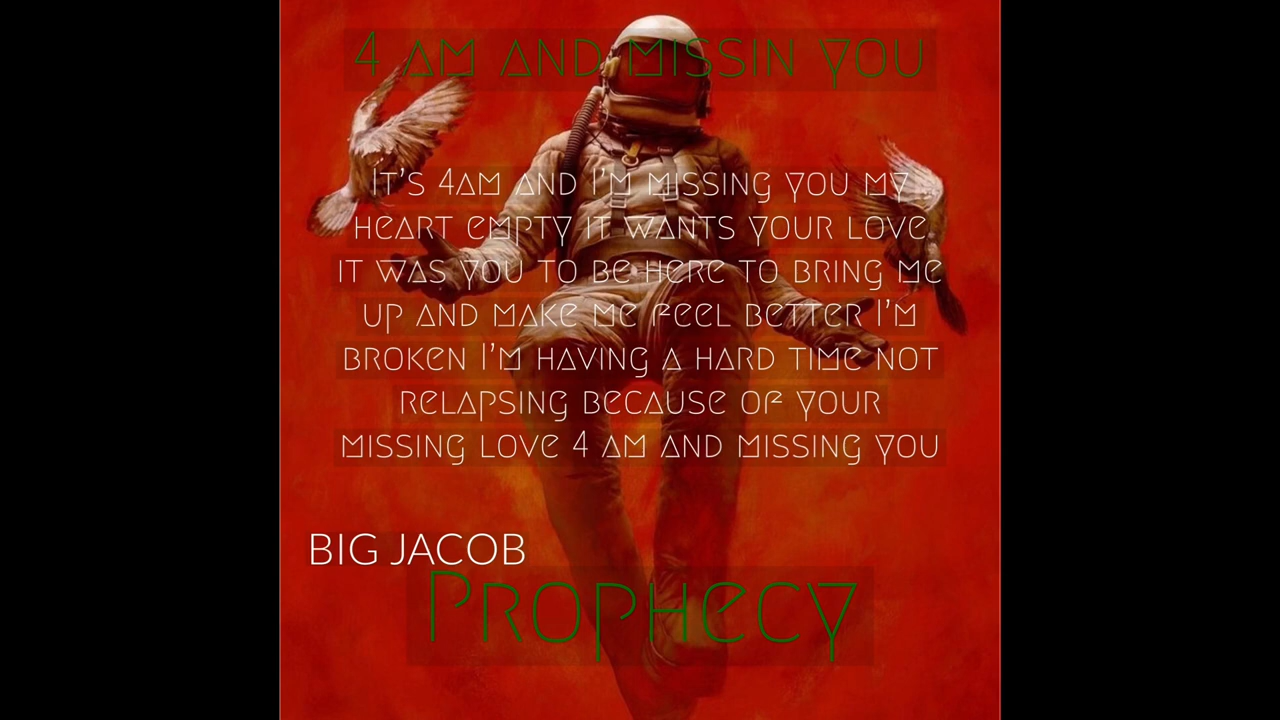 4 AM AND MISSIN YOU
IT'S 4AM AND I'M MISSING YOU MY
HEART EMPTY IT WANTS YOUR LOVE
IT WAS YOU TO BE HERE TO BRING ME
UP AND MAKE ME FEEL BETTER I'M
BROKEN I'M HAVING A HARD TIME NOT
RELAPSING BECAUSE OF YOUR
MISSING LOVE 4 AM AND MISSING YOU
BIG JACOB
PROPHECY